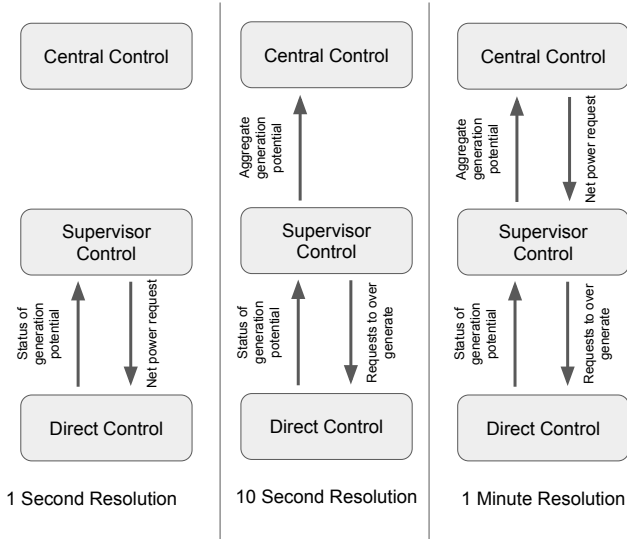 Central Control
Supervisor
Control
Status of
generation
potential
Net power request
Direct Control
1 Second Resolution
Central Control
Aggregate
generation
potential
Supervisor
Control
Status of
generation
potential
Requests to over
generate
Direct Control
10 Second Resolution
Central Control
Aggregate
generation
potential
Net power request
Supervisor
Control
Status of
generation
potential
Requests to over
generate
Direct Control
1 Minute Resolution